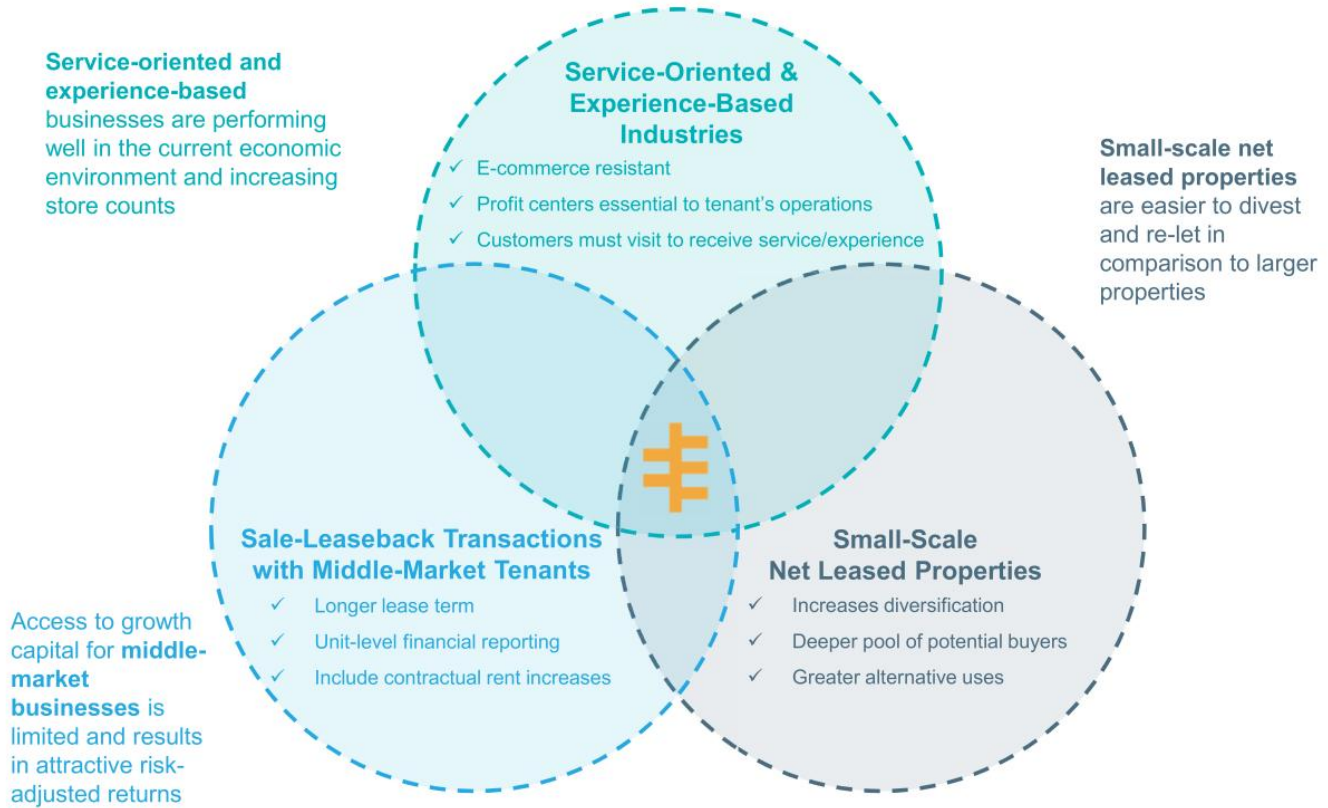 Service-oriented and
experience-based
businesses are performing
well in the current economic
environment and increasing
store counts
Service-Oriented &
Experience-Based
Industries
✓ E-commerce resistant
✓ Profit centers essential to tenant's operations
✓ Customers must visit to receive service/experience
Small-scale net
leased properties
are easier to divest
and re-let in
comparison to larger
properties
Sale-Leaseback Transactions
with Middle-Market Tenants
✓ Longer lease term
✓ Unit-level financial reporting
✓ Include contractual rent increases
Small-Scale
Net Leased Properties
✓ Increases diversification
✓ Deeper pool of potential buyers
✓ Greater alternative uses
Access to growth
capital for middle-
market
businesses is
limited and results
in attractive risk-
adjusted returns